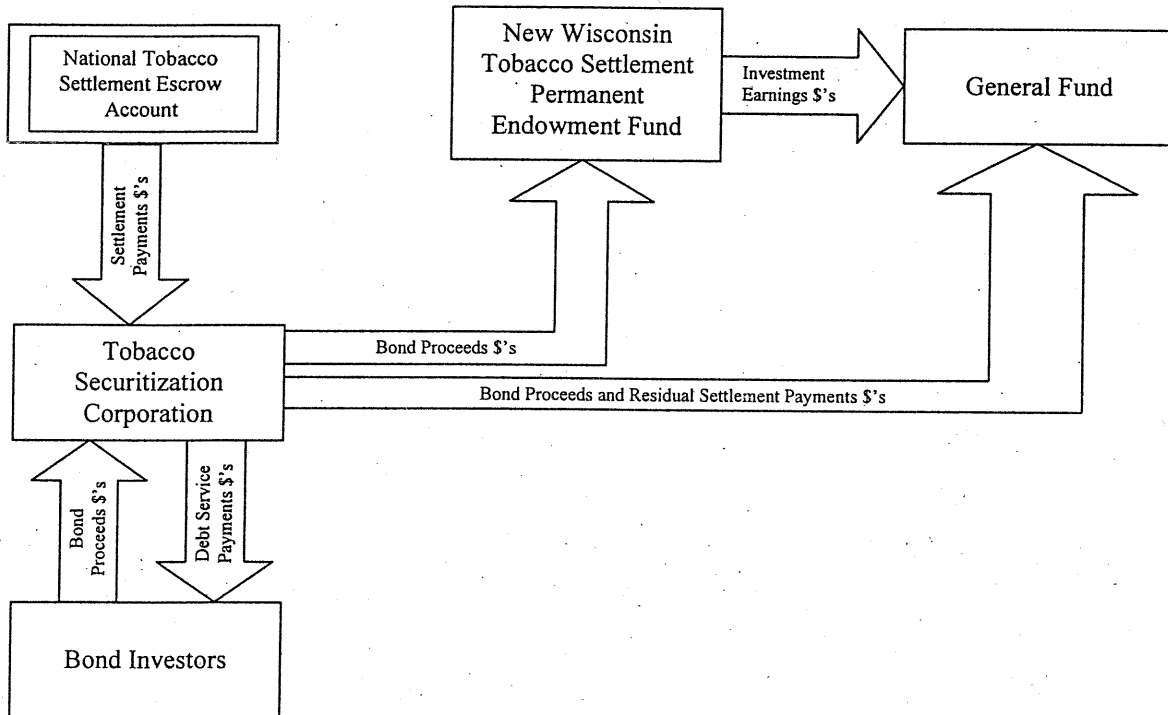 National Tobacco
Settlement Escrow
Account
New Wisconsin
Tobacco Settlement
Permanent
Endowment Fund
Investment
Earnings $'s
General Fund
Settlement
Payments $'s
Tobacco
Securitization
Corporation
Bond Proceeds $'s
Bond Proceeds and Residual Settlement Payments $'s
Bond
Proceeds $'s
Debt Service
Payments $'s
Bond Investors